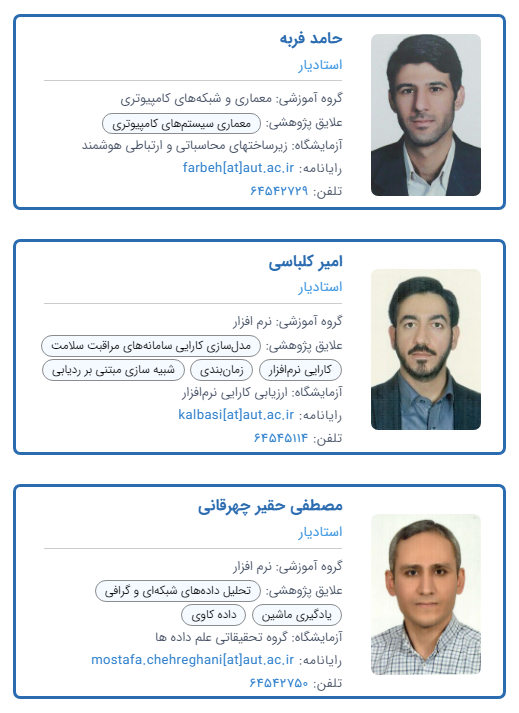 حامد فربه
استادیار
گروه آموزشی: معماری و شبکه‌های کامپیوتری
علایق پژوهشی: معماری سیستم‌های کامپیوتری
آزمایشگاه: زیرساختهای محاسباتی و ارتباطی هوشمند
رایانامه: farbeh[at]aut.ac.ir
تلفن: ۶۴۵۴۲۷۲۹
امیر کلباسی
استادیار
گروه آموزشی: نرم افزار
علایق پژوهشی: مدل‌سازی کارایی سامانه‌های مراقبت سلامت
کارایی نرم‌افزار زمان‌بندی شبیه سازی مبتنی بر ردیابی
آزمایشگاه: ارزیابی کارایی نرم‌افزار
رایانامه: kalbasi[at]aut.ac.ir
تلفن: ۶۴۵۴۵۱۱۴
مصطفی حقیر چهرقانی
استادیار
گروه آموزشی: نرم افزار
علایق پژوهشی: تحلیل داده‌های شبکه‌ای و گرافی
یادگیری ماشین داده کاوی
آزمایشگاه: گروه تحقیقاتی علم داده ها
رایانامه: mostafa.chehreghani[at]aut.ac.ir
تلفن: ۶۴۵۴۲۷۵۰